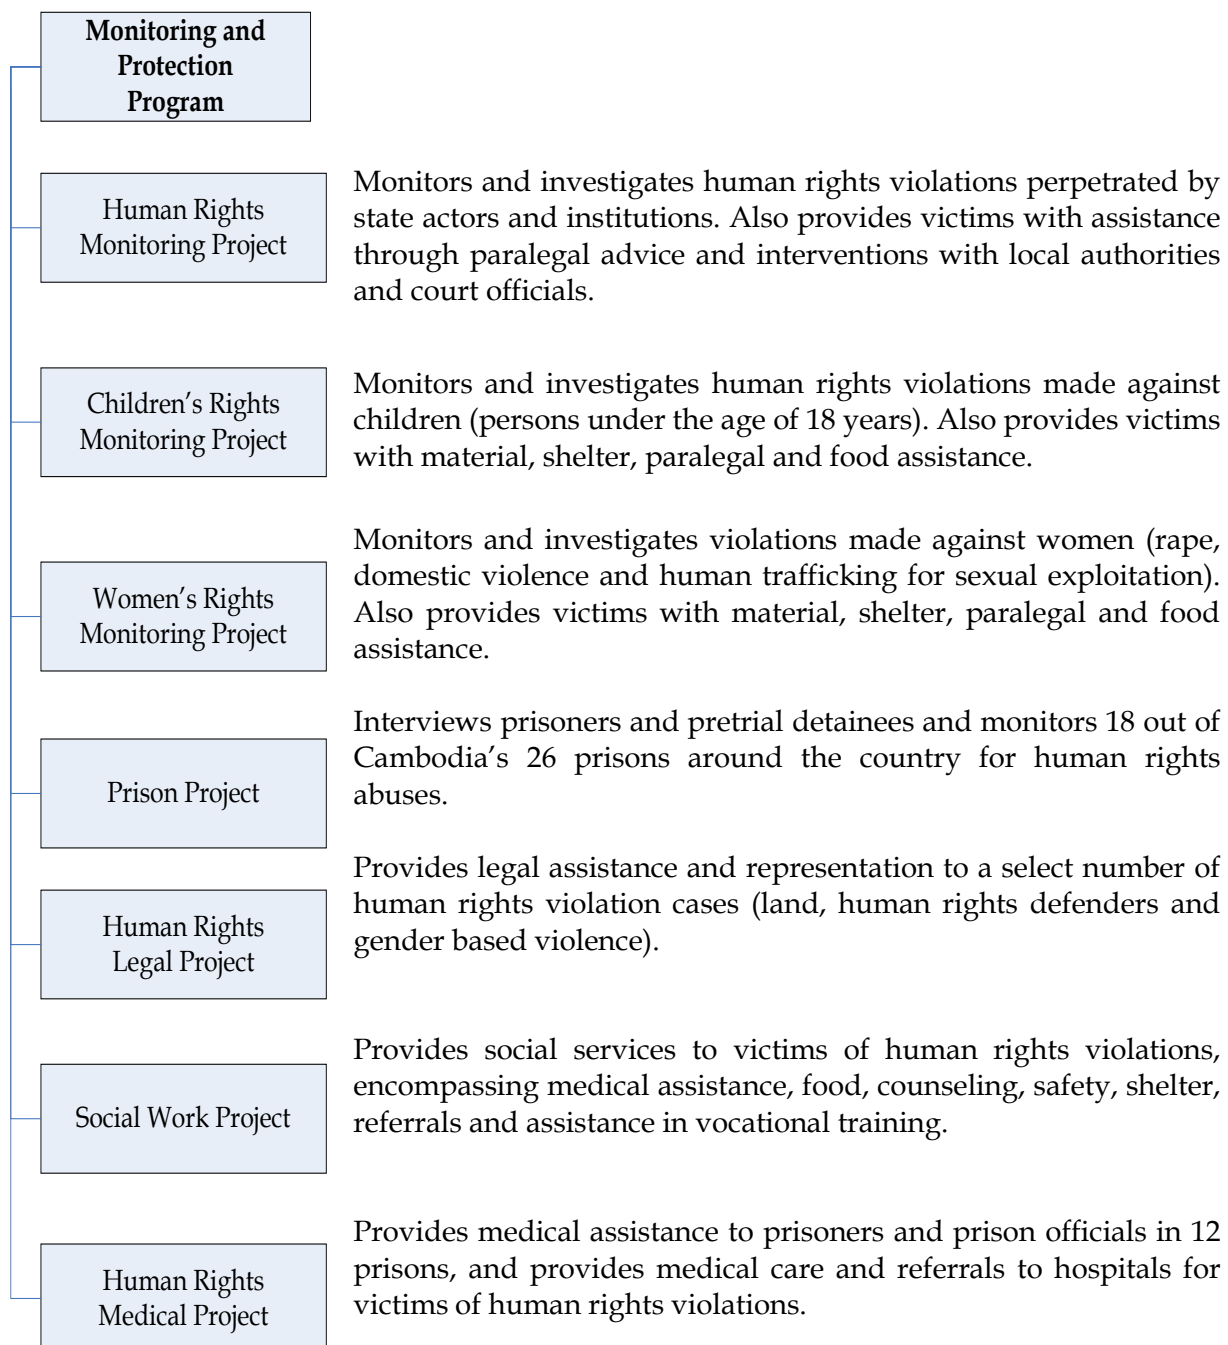 Monitoring and
Protection
Program
Human Rights
Monitoring Project
Monitors and investigates human rights violations perpetrated by
state actors and institutions. Also provides victims with assistance
through paralegal advice and interventions with local authorities
and court officials.
Children’s Rights
Monitoring Project
Monitors and investigates human rights violations made against
children (persons under the age of 18 years). Also provides victims
with material, shelter, paralegal and food assistance.
Women’s Rights
Monitoring Project
Monitors and investigates violations made against women (rape,
domestic violence and human trafficking for sexual exploitation).
Also provides victims with material, shelter, paralegal and food
assistance.
Prison Project
Interviews prisoners and pretrial detainees and monitors 18 out of
Cambodia’s 26 prisons around the country for human rights
abuses.
Human Rights
Legal Project
Provides legal assistance and representation to a select number of
human rights violation cases (land, human rights defenders and
gender based violence).
Social Work Project
Provides social services to victims of human rights violations,
encompassing medical assistance, food, counseling, safety, shelter,
referrals and assistance in vocational training.
Human Rights
Medical Project
Provides medical assistance to prisoners and prison officials in 12
prisons, and provides medical care and referrals to hospitals for
victims of human rights violations.